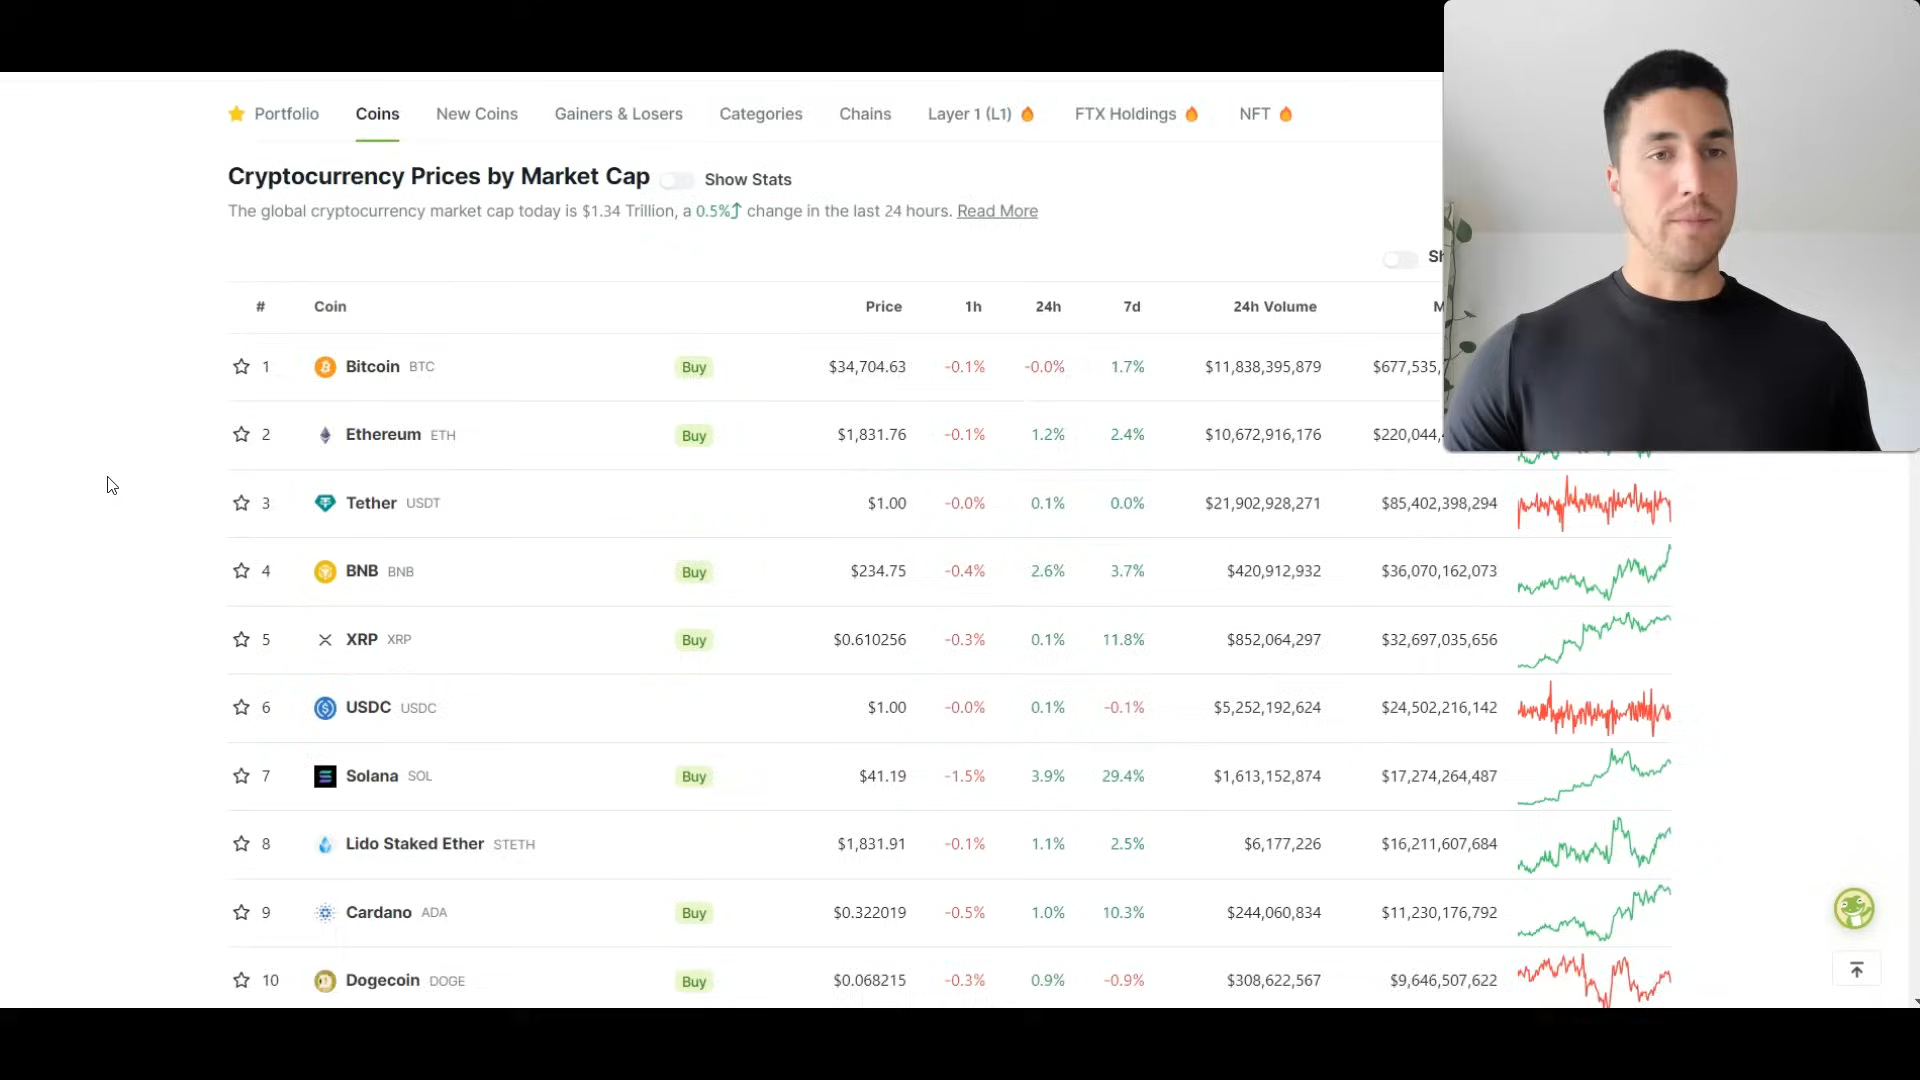 Portfolio Coins New Coins Gainers & Losers Categories Chains Layer 1 (L1) FTX Holdings NFT
Cryptocurrency Prices by Market Cap Show Stats
The global cryptocurrency market cap today is $1.34 Trillion, a 0.5% change in the last 24 hours. Read More
# Coin Price 1h 24h 7d 24h Volume
1 Bitcoin BTC Buy $34,704.63 -0.1% -0.0% 1.7% $11,838,395,879 $677,535,
2 Ethereum ETH Buy $1,831.76 -0.1% 1.2% 2.4% $10,672,916,176 $220,044,
3 Tether USDT $1.00 -0.0% 0.1% 0.0% $21,902,928,271 $85,402,398,294
4 BNB BNB Buy $234.75 -0.4% 2.6% 3.7% $420,912,932 $36,070,162,073
5 XRP XRP Buy $0.610256 -0.3% 0.1% 11.8% $852,064,297 $32,697,035,656
6 USDC USDC $1.00 -0.0% 0.1% -0.1% $5,252,192,624 $24,502,216,142
7 Solana SOL Buy $41.19 -1.5% 3.9% 29.4% $1,613,152,874 $17,274,264,487
8 Lido Staked Ether STETH $1,831.91 -0.1% 1.1% 2.5% $6,177,226 $16,211,607,684
9 Cardano ADA Buy $0.322019 -0.5% 1.0% 10.3% $244,060,834 $11,230,176,792
10 Dogecoin DOGE Buy $0.068215 -0.3% 0.9% -0.9% $308,622,567 $9,646,507,622